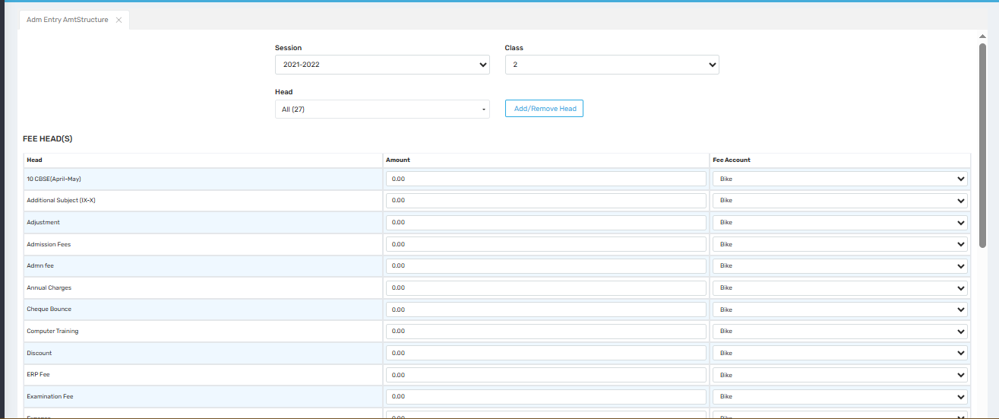 Adm Entry AmtStructure
Session Class
2021-2022 2
Head
All (27) Add/Remove Head
FEE HEAD(S)
Head Amount Fee Account
10 CBSE(April-May) 0.00 Bike
Additional Subject (IX-X) 0.00 Bike
Adjustment 0.00 Bike
Admission Fees 0.00 Bike
Admn fee 0.00 Bike
Annual Charges 0.00 Bike
Cheque Bounce 0.00 Bike
Computer Training 0.00 Bike
Discount 0.00 Bike
ERP Fee 0.00 Bike
Examination Fee 0.00 Bike
0.00 Bike